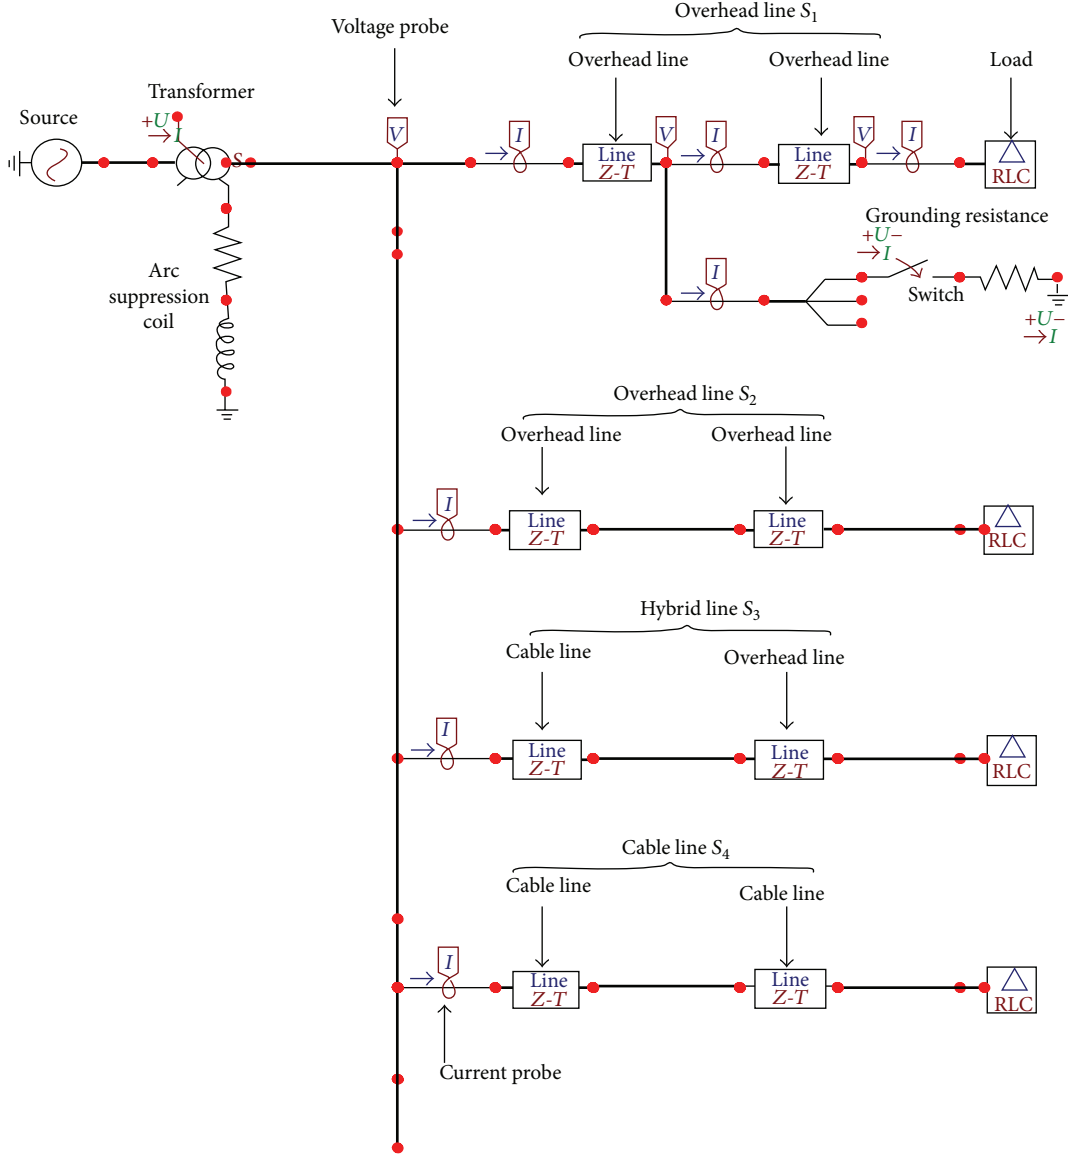 Overhead line S1
Voltage probe
Overhead line
Overhead line
Load
Transformer
Source
+U
I
S
V
I
Line
Z-T
V
I
Line
Z-T
V
I
RLC
Grounding resistance
+U−
I
Switch
+U−
I
I
Arc
suppression
coil
Overhead line S2
Overhead line
Overhead line
I
Line
Z-T
Line
Z-T
RLC
Hybrid line S3
Cable line
Overhead line
I
Line
Z-T
Line
Z-T
RLC
Cable line S4
Cable line
Cable line
I
Line
Z-T
Line
Z-T
RLC
Current probe